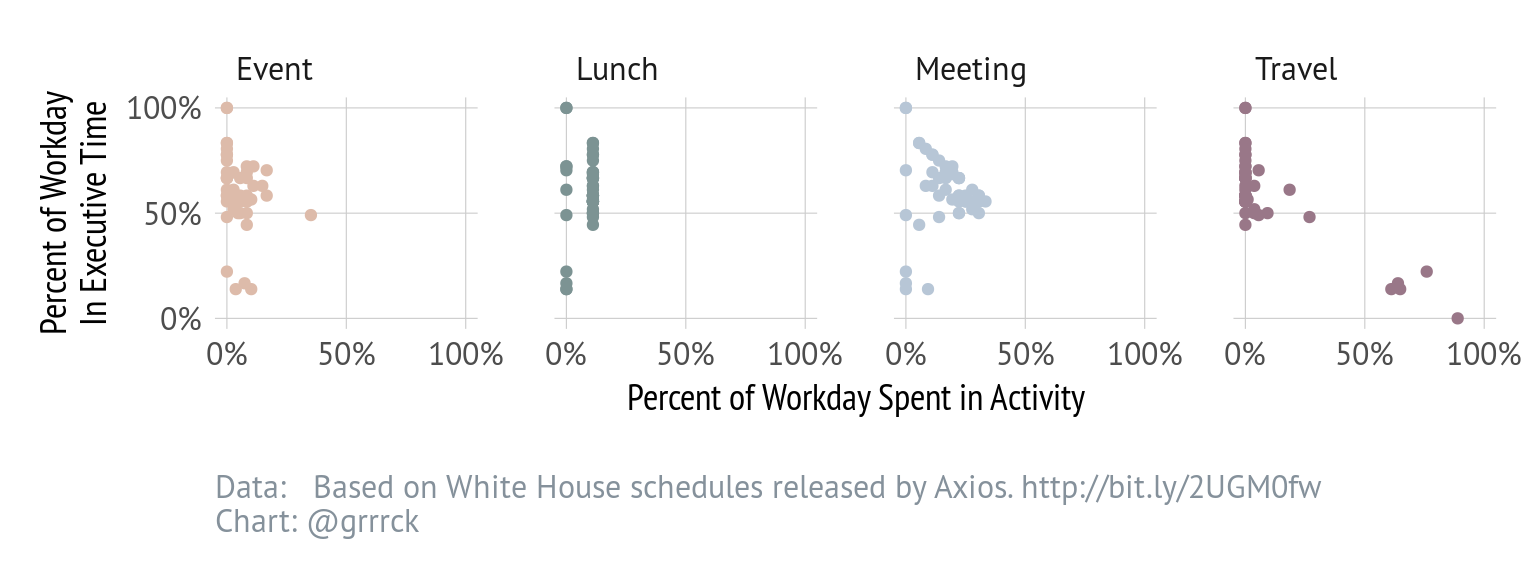 Event Lunch Meeting Travel
Percent of Workday
In Executive Time
100%
50%
0%
0% 50% 100% 0% 50% 100% 0% 50% 100% 0% 50% 100%
Percent of Workday Spent in Activity
Data: Based on White House schedules released by Axios. http://bit.ly/2UGM0fw
Chart: @grrrck